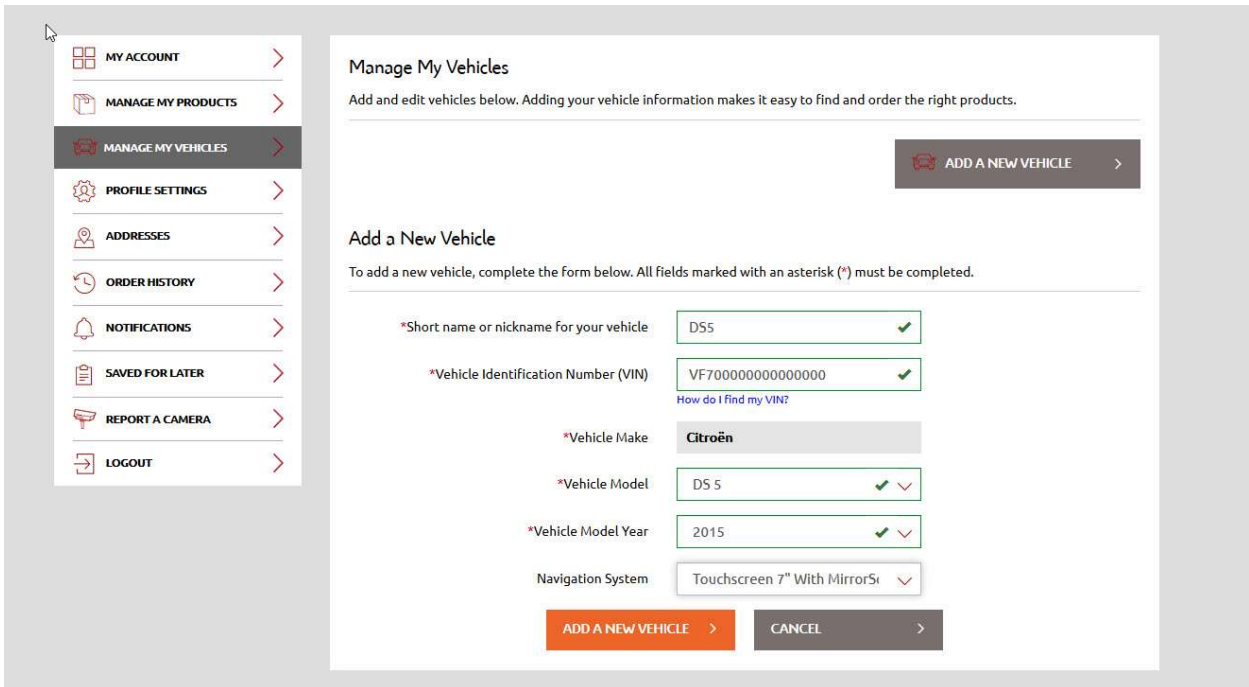 MY ACCOUNT
MANAGE MY PRODUCTS
MANAGE MY VEHICLES
PROFILE SETTINGS
ADDRESSES
ORDER HISTORY
NOTIFICATIONS
SAVED FOR LATER
REPORT A CAMERA
LOGOUT
Manage My Vehicles
Add and edit vehicles below. Adding your vehicle information makes it easy to find and order the right products.
ADD A NEW VEHICLE
Add a New Vehicle
To add a new vehicle, complete the form below. All fields marked with an asterisk (*) must be completed.
*Short name or nickname for your vehicle DS5
*Vehicle Identification Number (VIN) VF700000000000000
How do I find my VIN?
*Vehicle Make Citroën
*Vehicle Model DS 5
*Vehicle Model Year 2015
Navigation System Touchscreen 7" With MirrorSc
ADD A NEW VEHICLE CANCEL